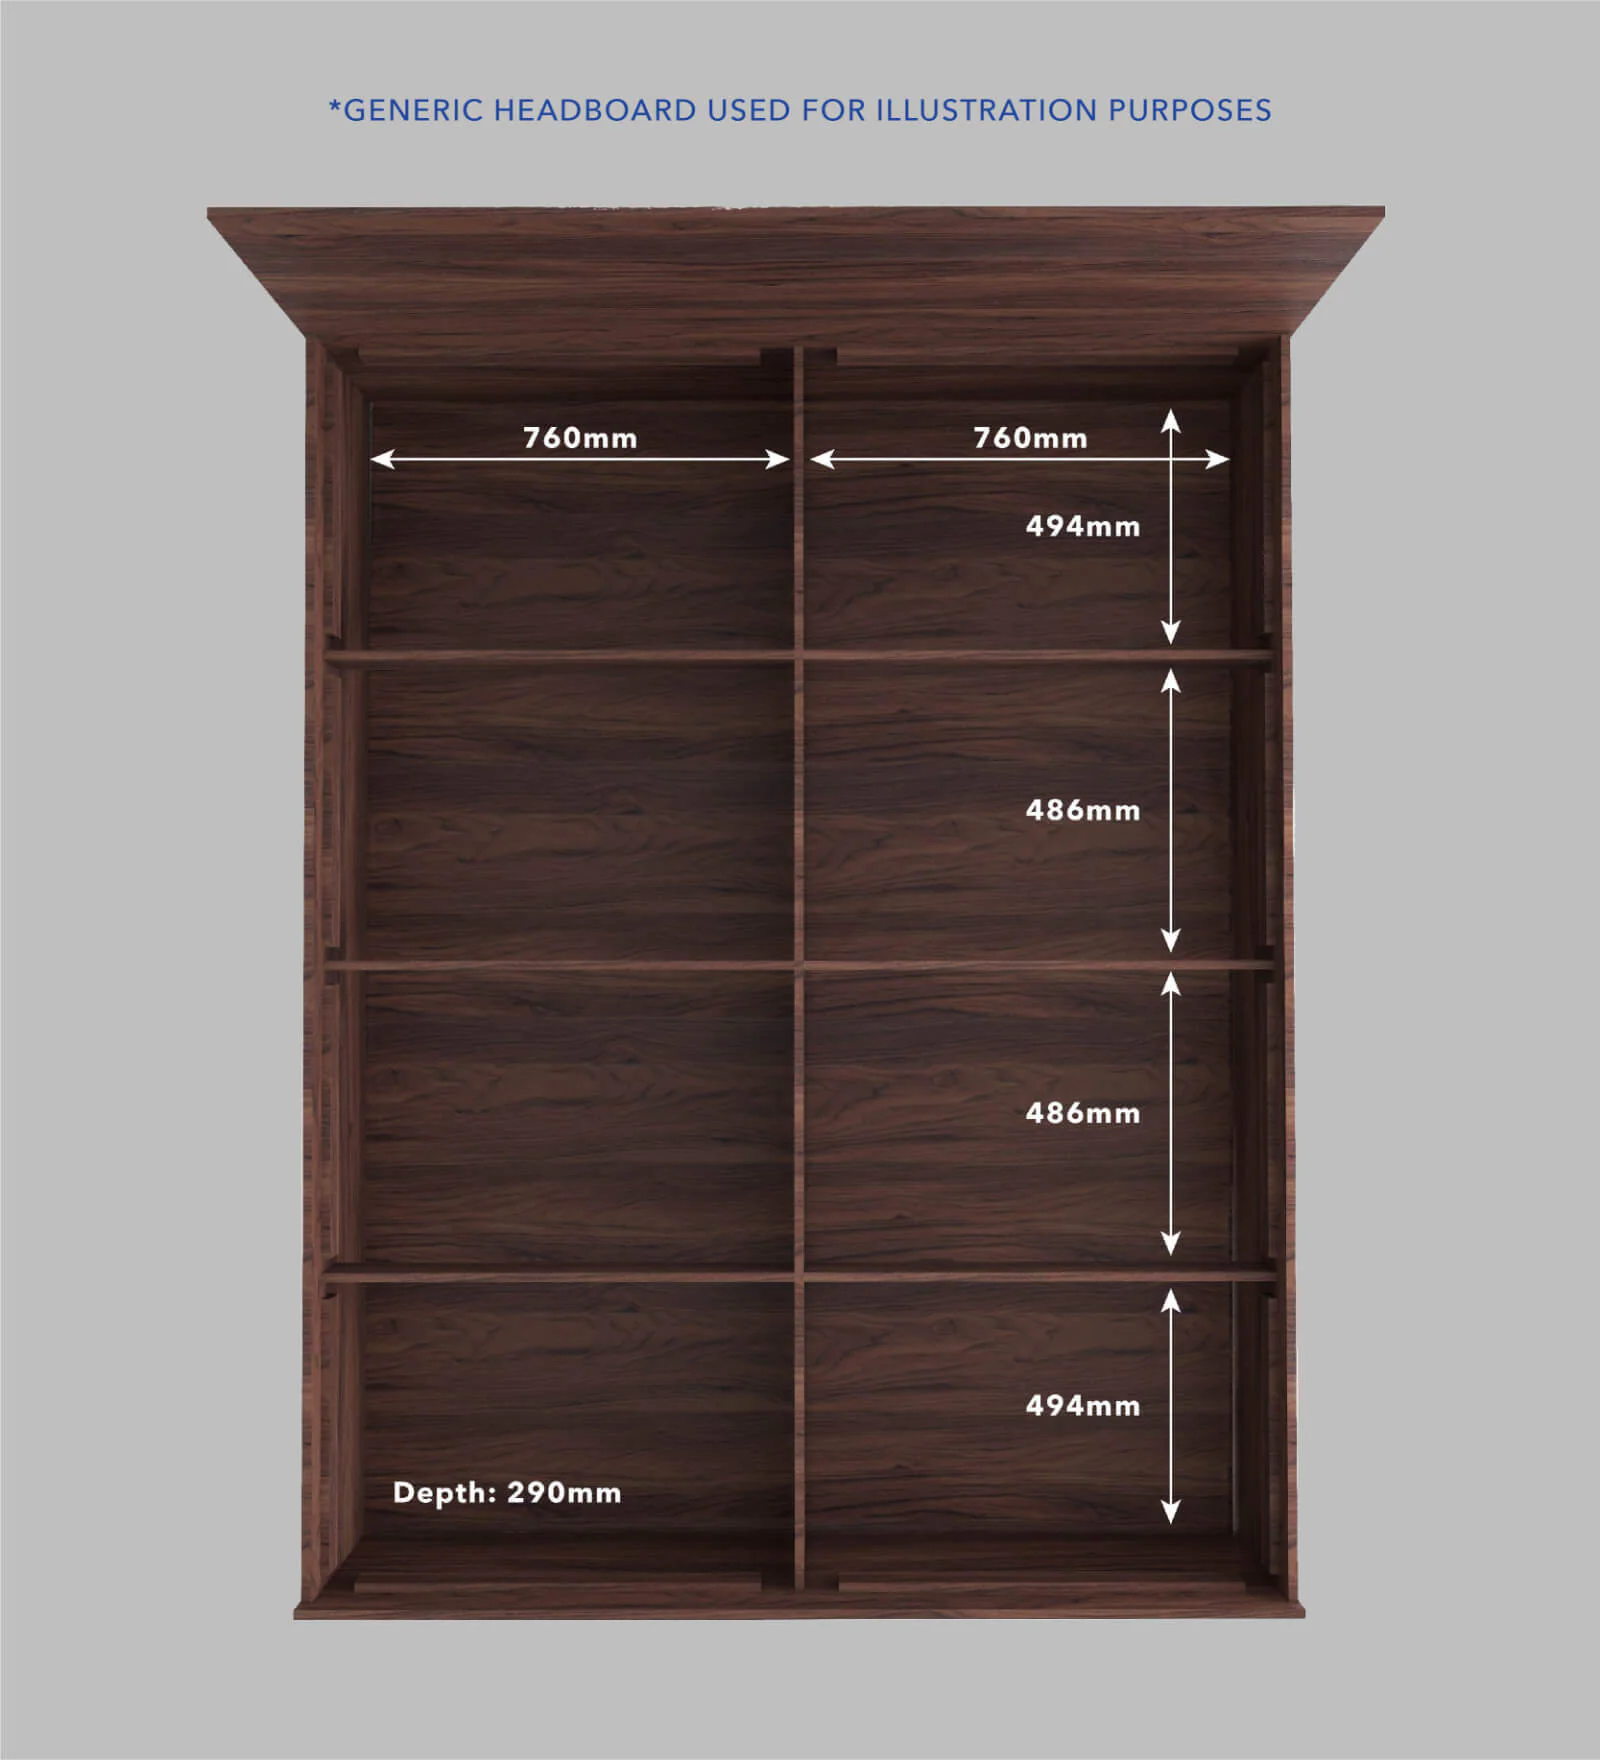 *GENERIC HEADBOARD USED FOR ILLUSTRATION PURPOSES
760mm 760mm
494mm
486mm
486mm
494mm
Depth: 290mm